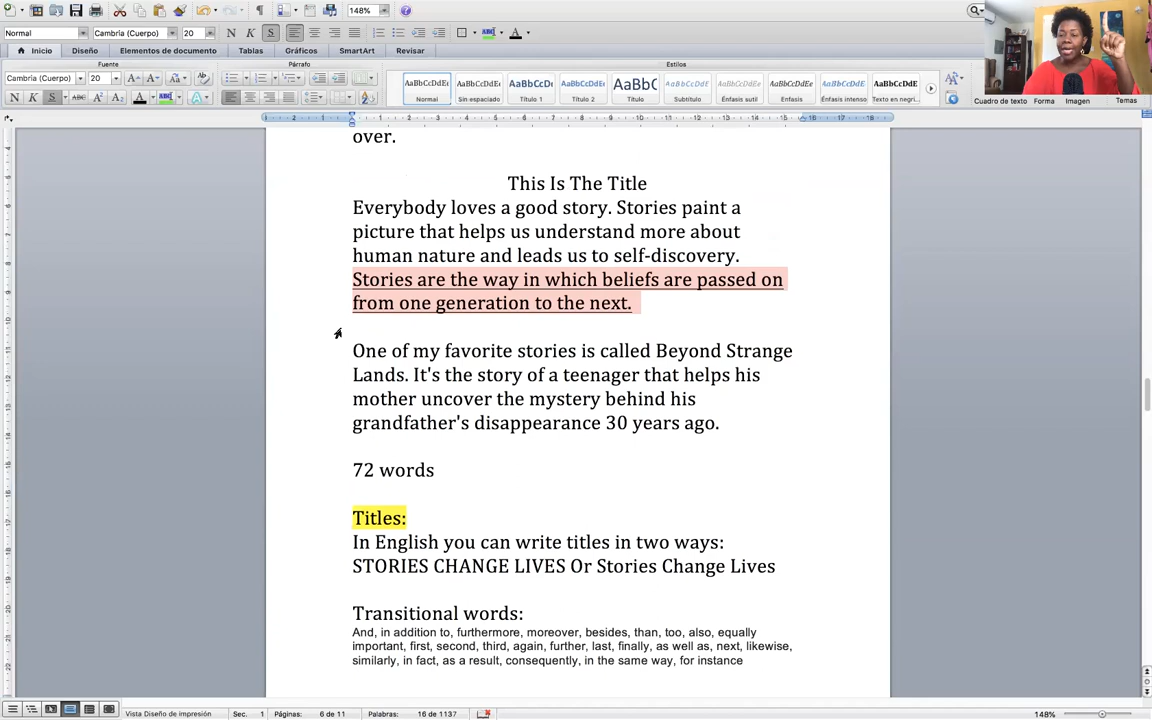 148%
Normal
Cambria (Cuerpo)
20
N K S
Inicio
Diseño
Elementos de documento
Tablas
Gráficos
SmartArt
Revisar
Fuente
Párrafo
Estilos
Cambria (Cuerpo)
20
AaBbCcDdEe
Normal
Sin espaciado
Título 1
Título 2
Título
Subtítulo
Énfasis sutil
Énfasis
Énfasis intenso
Texto en negri...
Cuadro de texto
Forma
Imagen
Temas
over.
This Is The Title
Everybody loves a good story. Stories paint a
picture that helps us understand more about
human nature and leads us to self-discovery.
Stories are the way in which beliefs are passed on
from one generation to the next.
One of my favorite stories is called Beyond Strange
Lands. It's the story of a teenager that helps his
mother uncover the mystery behind his
grandfather's disappearance 30 years ago.
72 words
Titles:
In English you can write titles in two ways:
STORIES CHANGE LIVES Or Stories Change Lives
Transitional words:
And, in addition to, furthermore, moreover, besides, than, too, also, equally
important, first, second, third, again, further, last, finally, as well as, next, likewise,
similarly, in fact, as a result, consequently, in the same way, for instance
Vista Diseño de impresión
Sec. 1
Páginas: 6 de 11
Palabras: 16 de 1137
148%